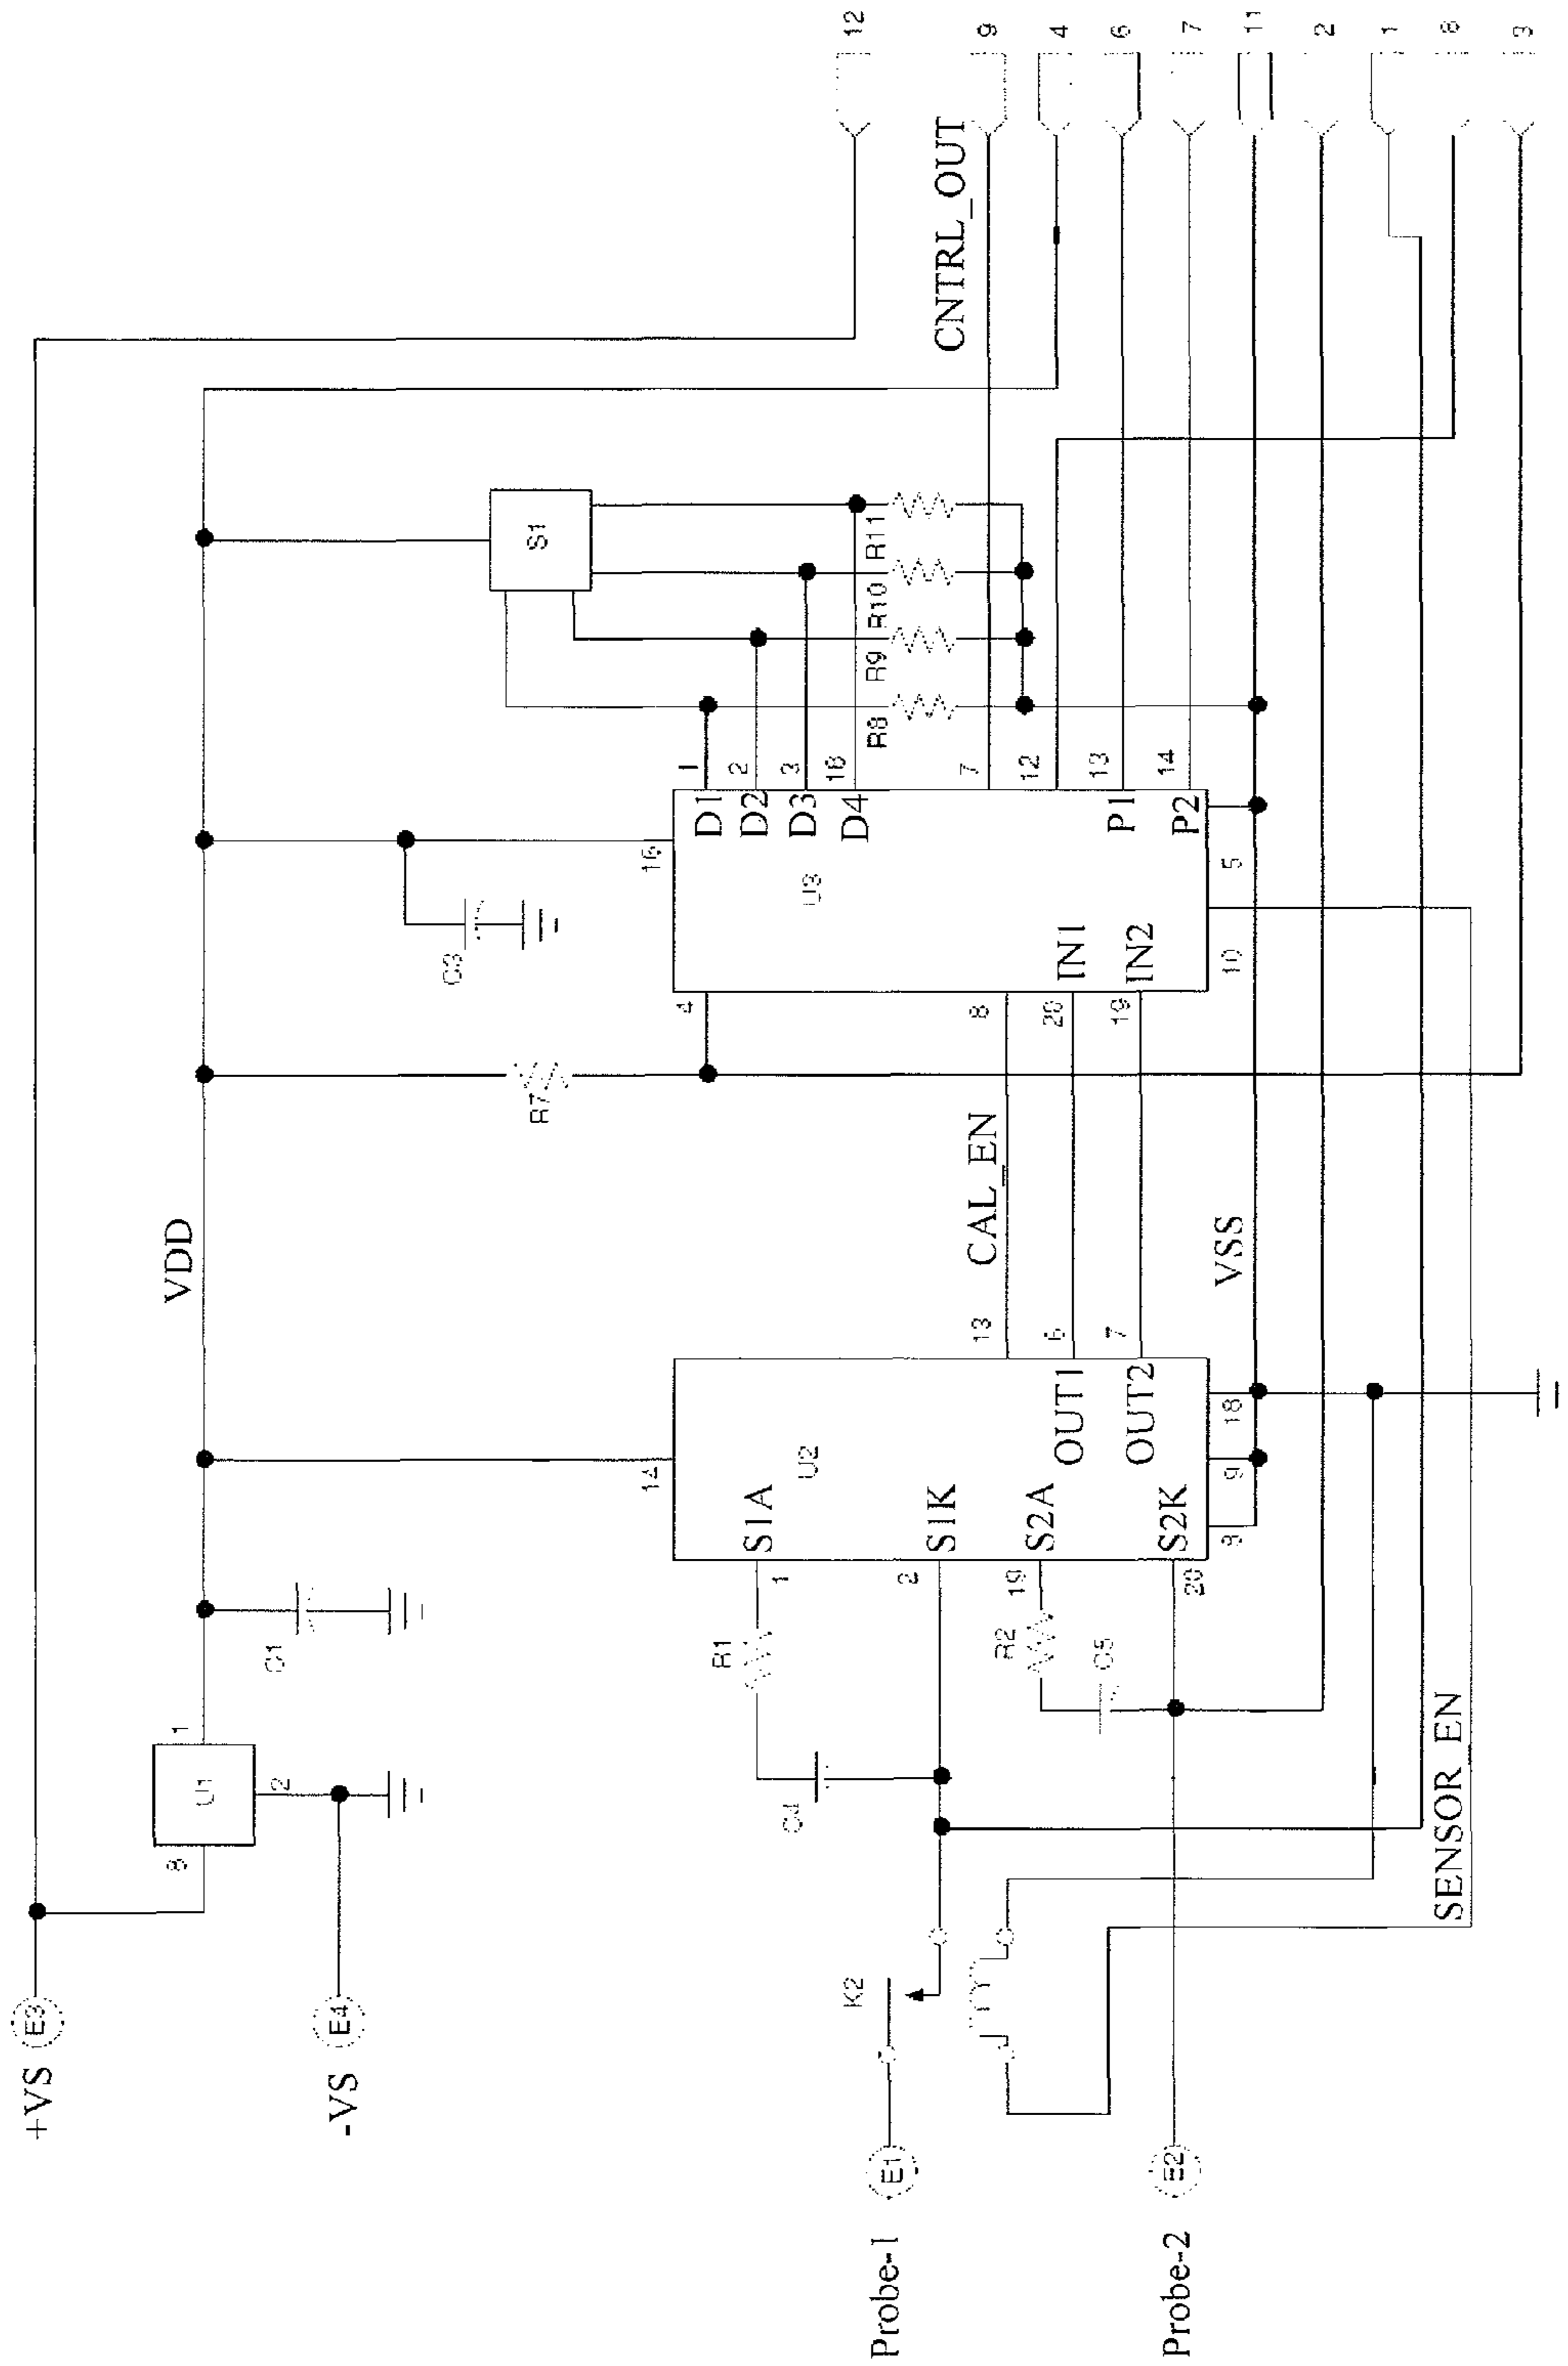 +VS
E3
-VS
E4
8
U1
1
2
C1
VDD
14
U2
S1A
S1K
S2A
S2K
OUT1
OUT2
1
2
19
20
R1
C4
R2
C5
13
6
7
18
9
8
CAL_EN
VSS
R7
C3
16
U3
D1
D2
D3
D4
P1
P2
IN1
IN2
4
8
20
19
10
5
1
2
3
18
7
12
13
14
S1
R8
R9
R10
R11
CNTRL_OUT
12
9
4
6
7
11
2
1
8
3
K2
SENSOR_EN
Probe-1
E1
Probe-2
E2